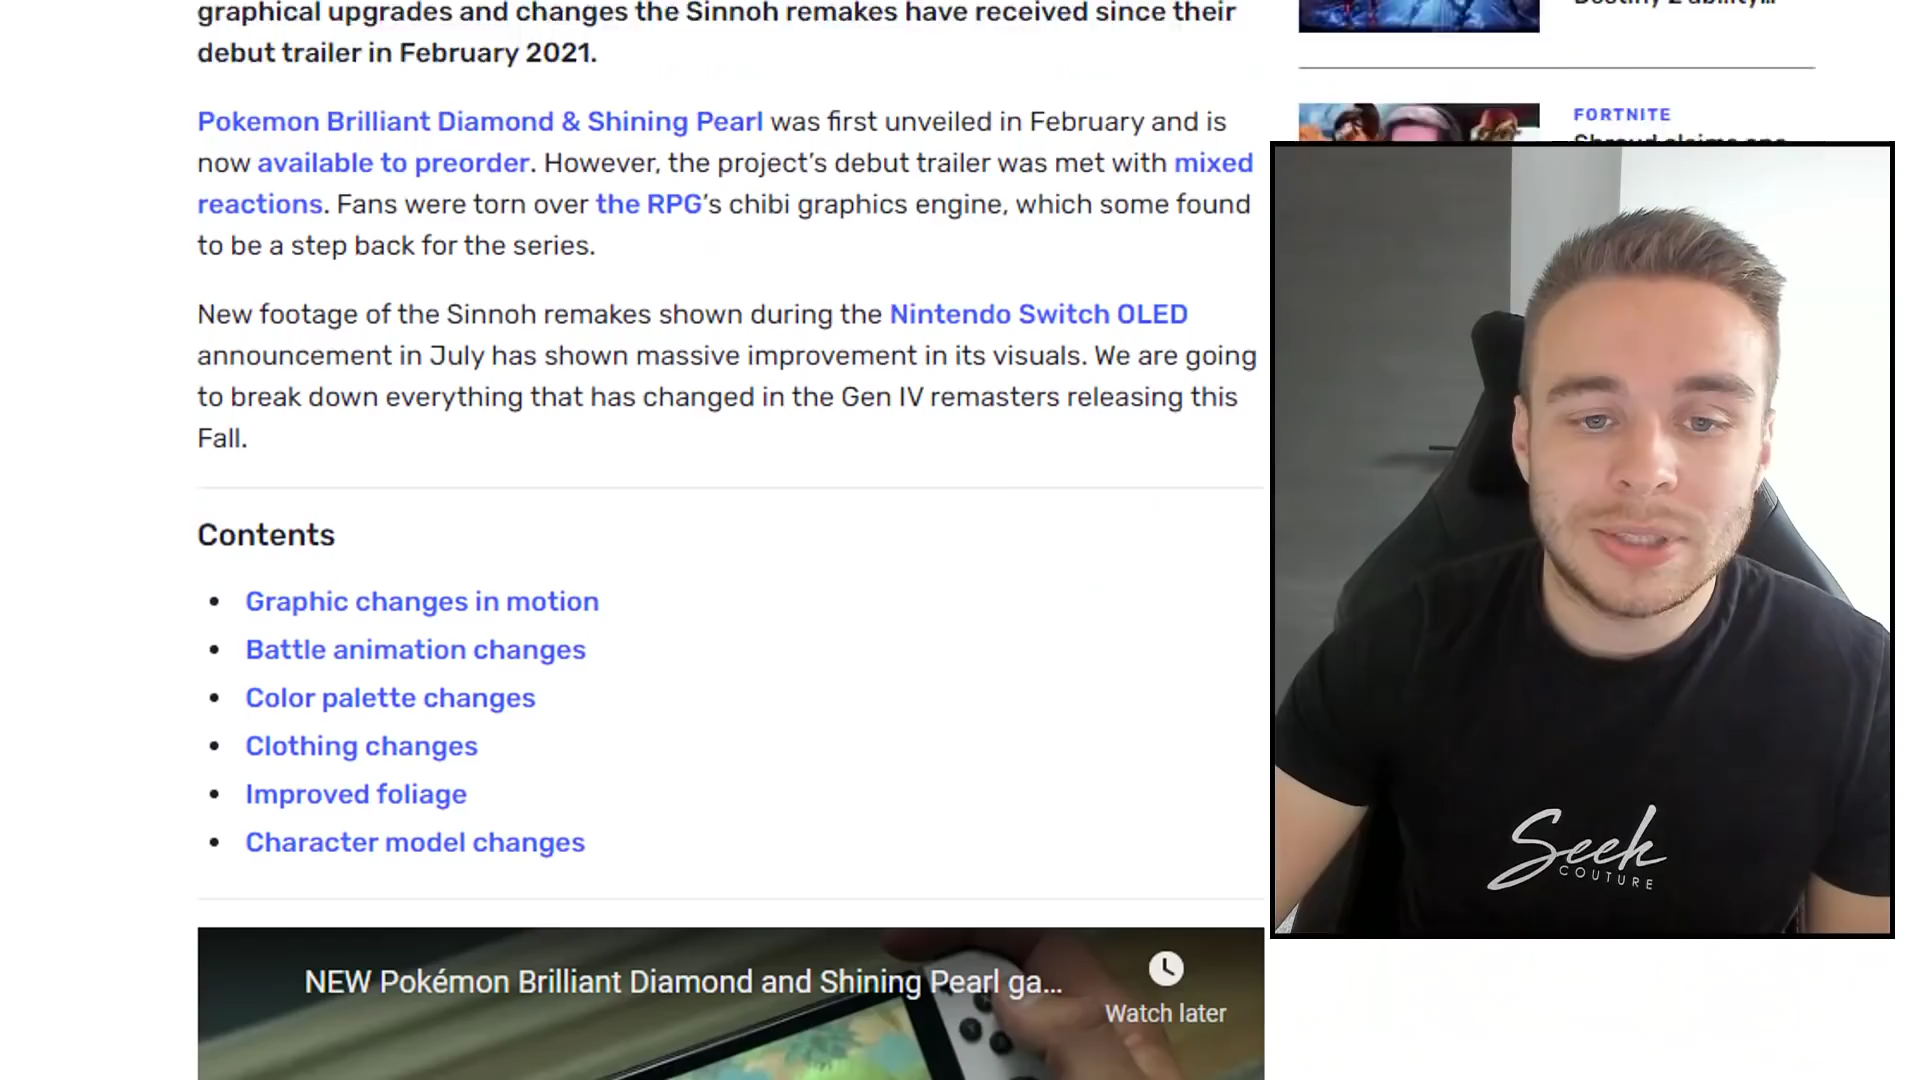 graphical upgrades and changes the Sinnoh remakes have received since their
debut trailer in February 2021.
Pokemon Brilliant Diamond & Shining Pearl was first unveiled in February and is
now available to preorder. However, the project's debut trailer was met with mixed
reactions. Fans were torn over the RPG's chibi graphics engine, which some found
to be a step back for the series.
New footage of the Sinnoh remakes shown during the Nintendo Switch OLED
announcement in July has shown massive improvement in its visuals. We are going
to break down everything that has changed in the Gen IV remasters releasing this
Fall.
Contents
• Graphic changes in motion
• Battle animation changes
• Color palette changes
• Clothing changes
• Improved foliage
• Character model changes
NEW Pokémon Brilliant Diamond and Shining Pearl ga...
Watch later
Destiny 2 ability...
FORTNITE
Shroud claims one
Seek
COUTURE